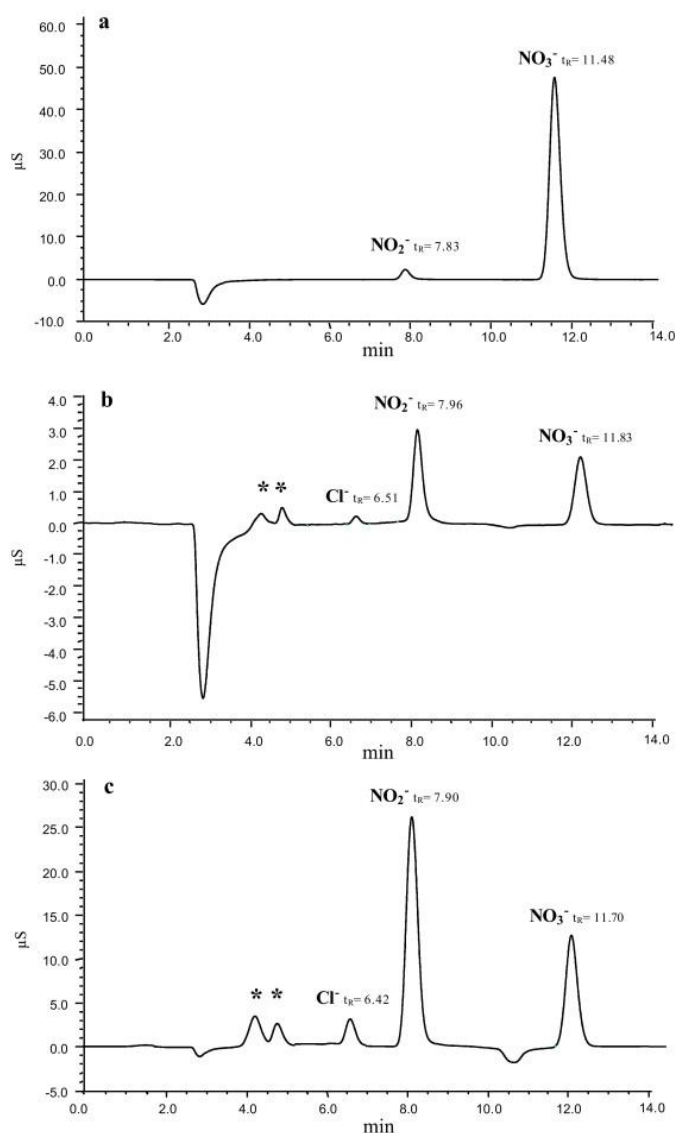 a
60.0
50.0
40.0
30.0
20.0
10.0
0.0
-10.0
µS
NO₃⁻ tR= 11.48
NO₂⁻ tR= 7.83
0.0 2.0 4.0 6.0 8.0 10.0 12.0 14.0
min
b
4.0
3.0
2.0
1.0
0.0
-1.0
-2.0
-3.0
-4.0
-5.0
-6.0
µS
NO₂⁻ tR= 7.96
NO₃⁻ tR= 11.83
* *
Cl⁻ tR= 6.51
0.0 2.0 4.0 6.0 8.0 10.0 12.0 14.0
min
c
30.0
25.0
20.0
15.0
10.0
5.0
0.0
-5.0
µS
NO₂⁻ tR= 7.90
NO₃⁻ tR= 11.70
* *
Cl⁻ tR= 6.42
0.0 2.0 4.0 6.0 8.0 10.0 12.0 14.0
min